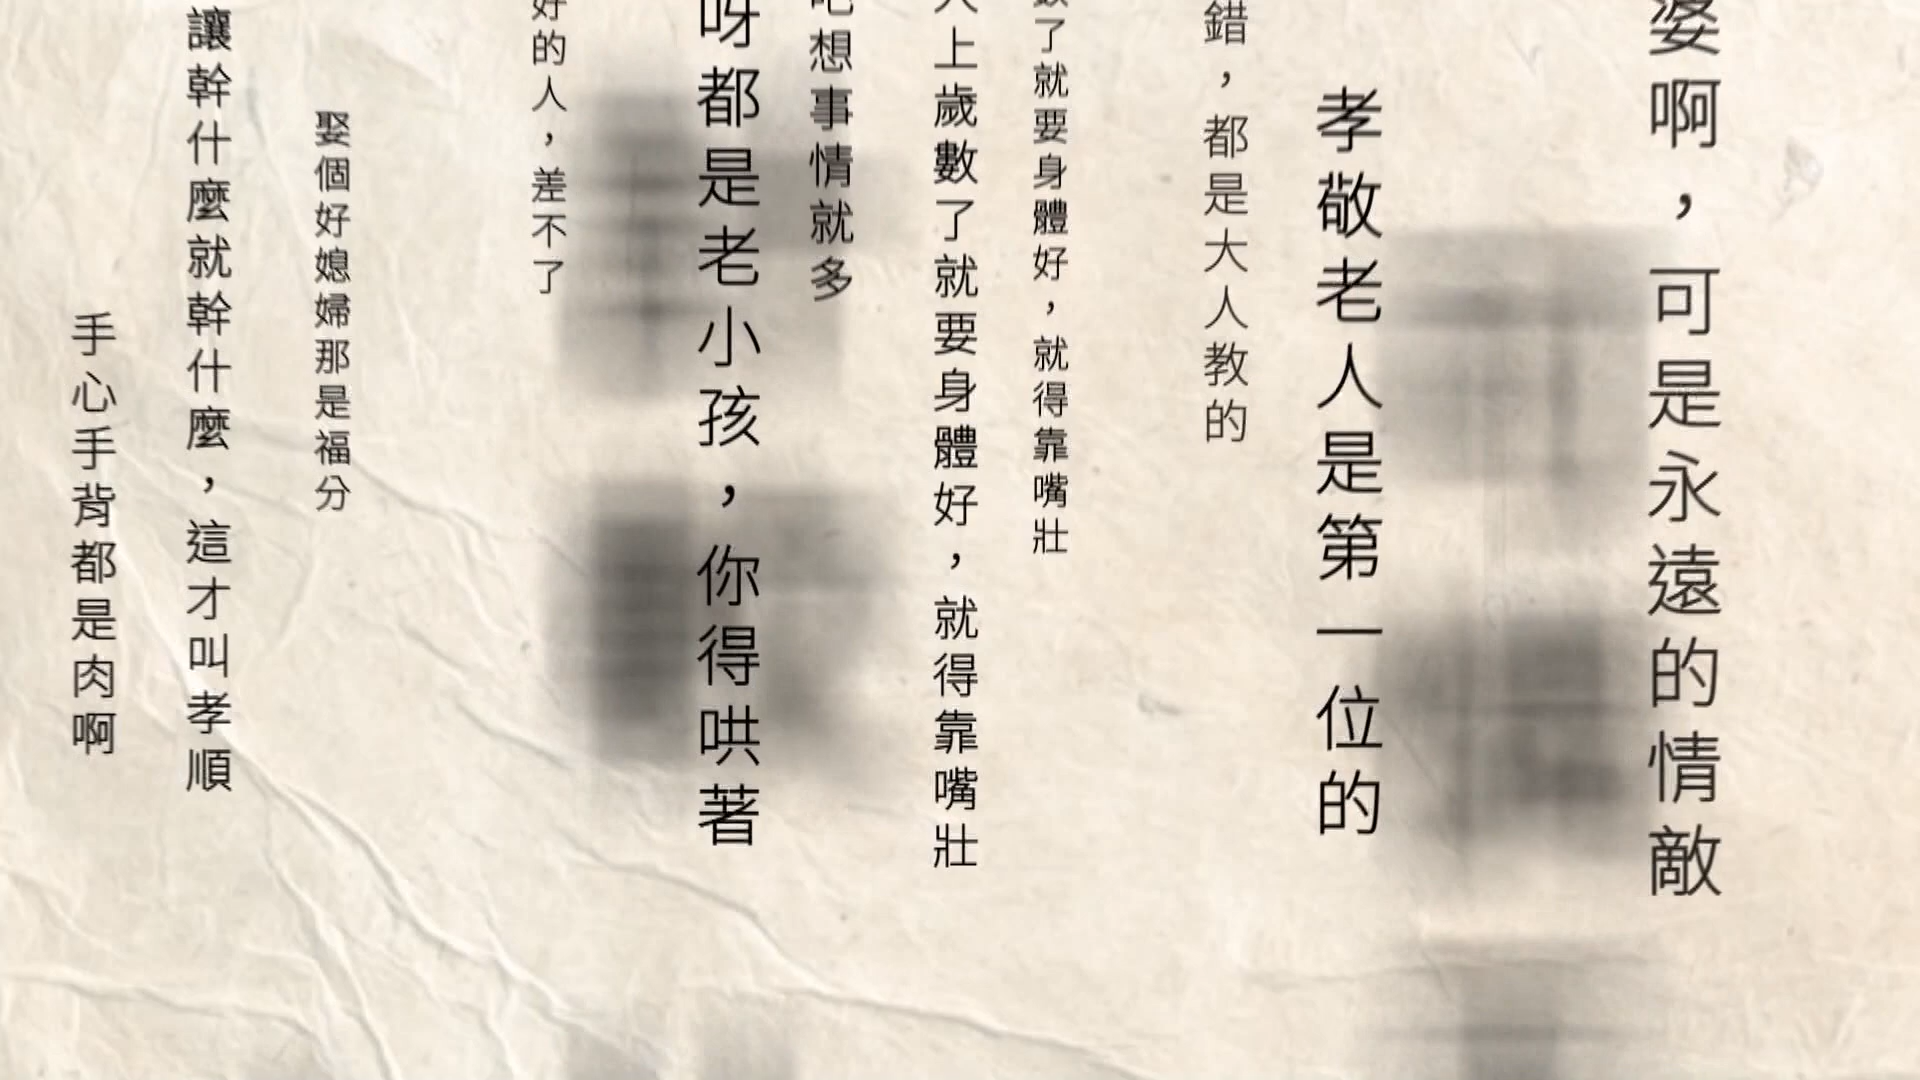 婆啊，可是永遠的情敵
孝敬老人是第一位的
錯，都是大人教的
了就要身體好，就得靠嘴壯
上歲數了就要身體好，就得靠嘴壯
想事情就多
呀都是老小孩，你得哄著
好的人，差不了
娶個好媳婦那是福分
讓幹什麼就幹什麼，這才叫孝順
手心手背都是肉啊